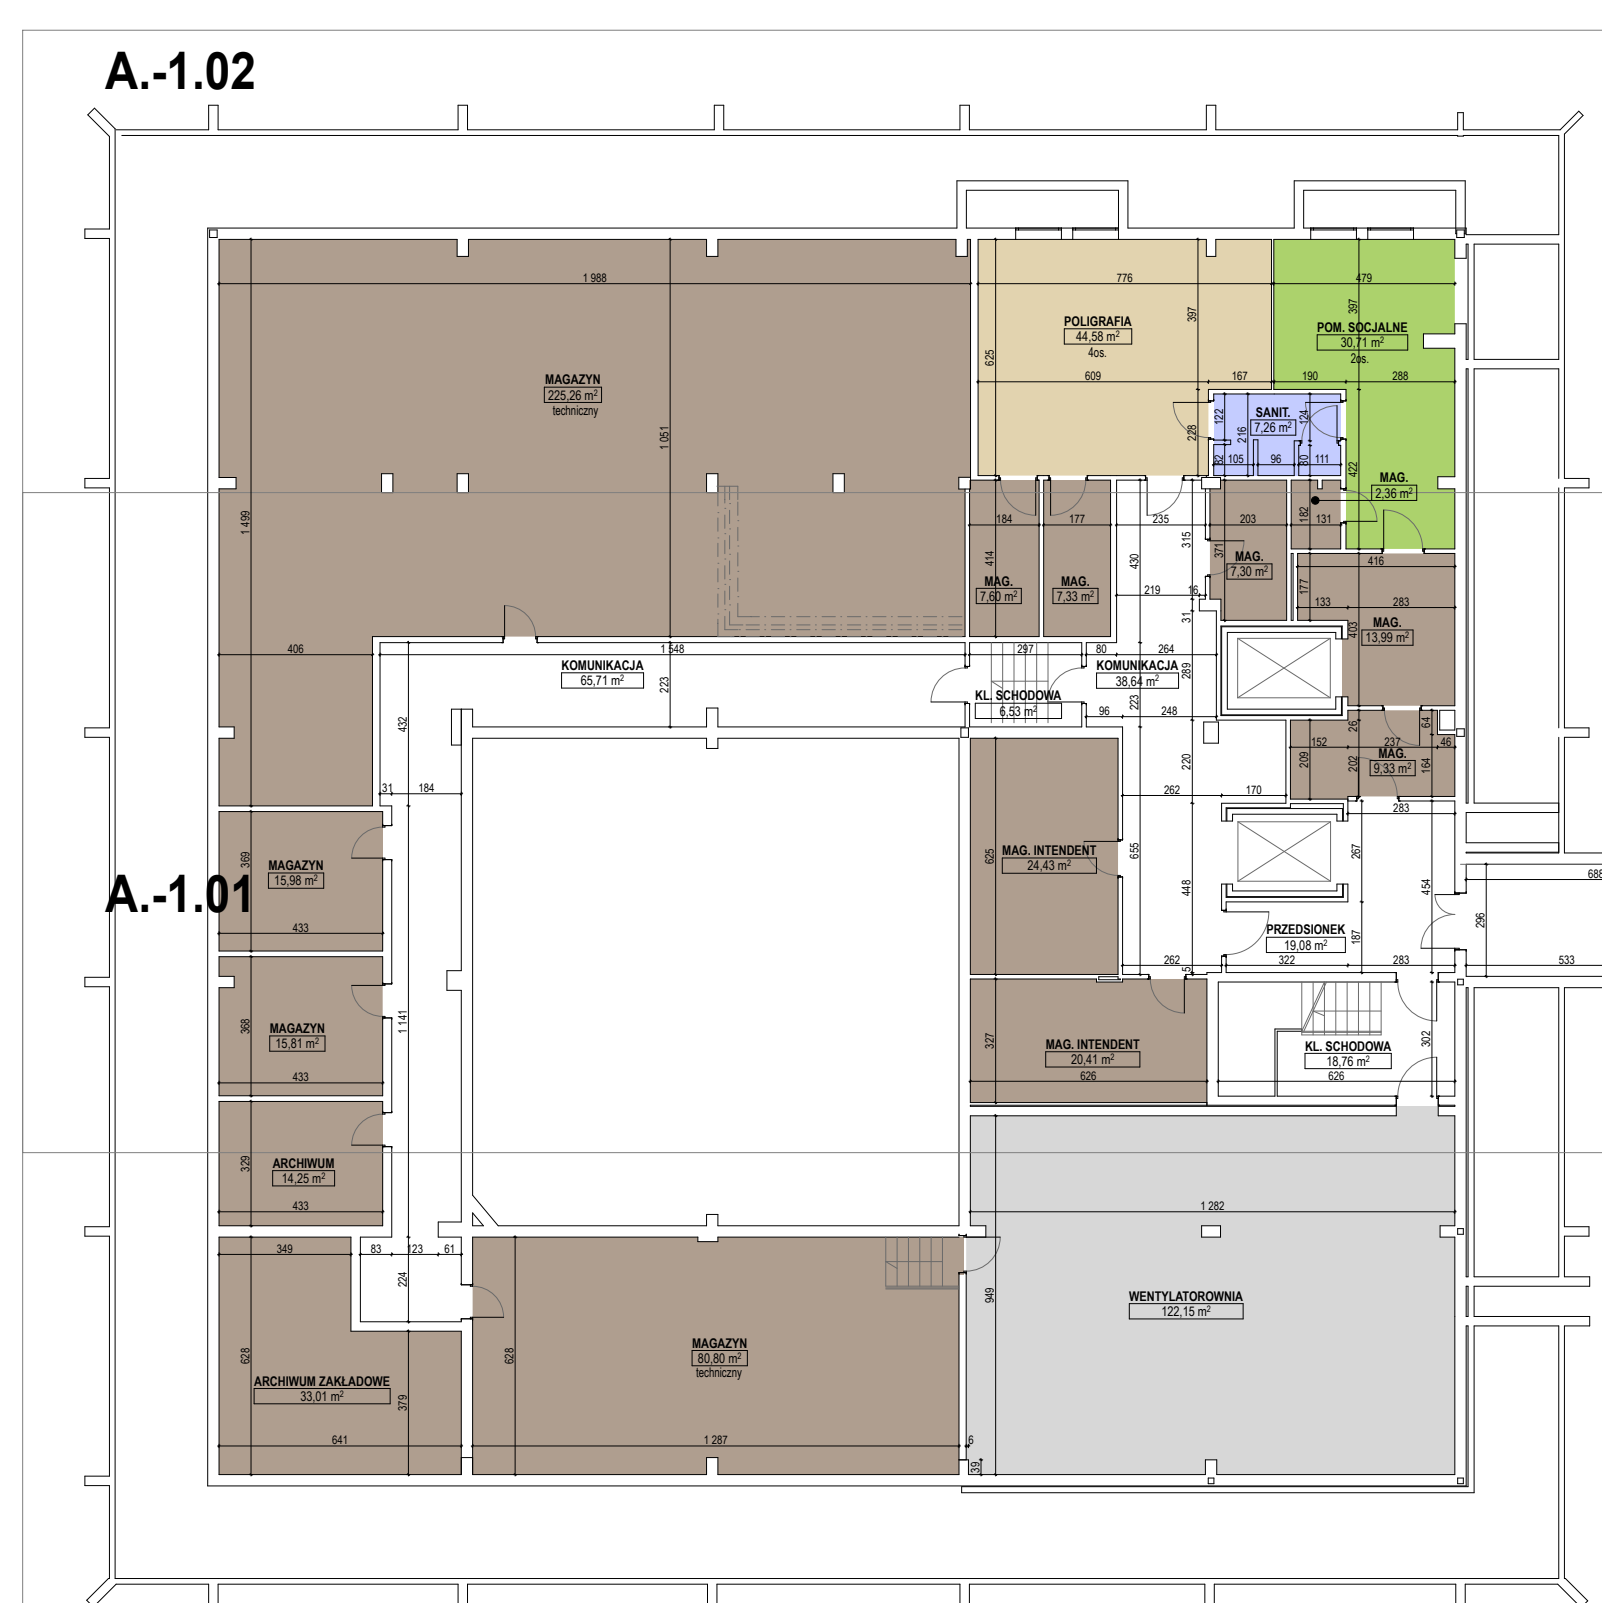 A.-1.02
1 988
776
479
397
397
POLIGRAFIA
44,58 m²
4os.
POM. SOCJALNE
30,71 m²
2os.
625
MAGAZYN
225,26 m²
techniczny
609
167
190
288
1 051
122
216
SANIT.
7,26 m²
124
228
82
105
96
80
111
422
MAG.
2,36 m²
1 499
184
177
235
203
182
131
315
371
414
430
MAG.
7,30 m²
416
MAG.
7,60 m²
MAG.
7,33 m²
219
16
177
133
283
31
403
MAG.
13,99 m²
406
1 548
297
80
264
KOMUNIKACJA
65,71 m²
223
KOMUNIKACJA
38,64 m²
289
KL. SCHODOWA
6,53 m²
223
96
248
432
26
64
152
237
46
MAG.
9,33 m²
209
202
164
220
31
184
262
170
283
369
MAGAZYN
15,98 m²
625
MAG. INTENDENT
24,43 m²
655
267
688
A.-1.01
448
454
433
296
PRZEDSIONEK
19,08 m²
187
262
5
322
283
533
368
MAGAZYN
15,81 m²
1 141
327
MAG. INTENDENT
20,41 m²
KL. SCHODOWA
18,76 m²
302
433
626
626
329
ARCHIWUM
14,25 m²
433
1 282
349
83
123
61
224
949
WENTYLATOROWNIA
122,15 m²
628
628
MAGAZYN
80,80 m²
techniczny
ARCHIWUM ZAKŁADOWE
33,01 m²
379
641
1 287
6
39